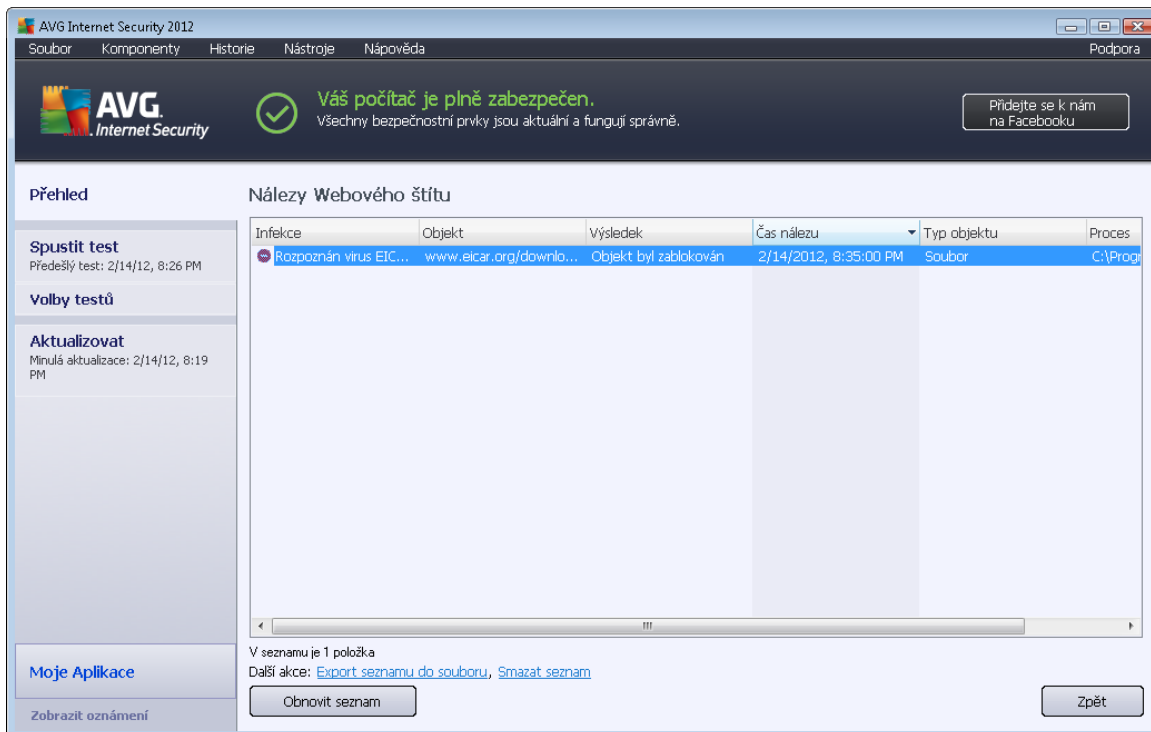 AVG Internet Security 2012
Soubor Komponenty Historie Nástroje Nápověda Podpora
AVG.
Internet Security
Váš počítač je plně zabezpečen.
Všechny bezpečnostní prvky jsou aktuální a fungují správně.
Přidejte se k nám
na Facebooku
Přehled
Spustit test
Předešlý test: 2/14/12, 8:26 PM
Volby testů
Aktualizovat
Minulá aktualizace: 2/14/12, 8:19
PM
Moje Aplikace
Zobrazit oznámení
Nálezy Webového štítu
Infekce Objekt Výsledek Čas nálezu Typ objektu Proces
Rozpoznán virus EIC... www.eicar.org/downlo... Objekt byl zablokován 2/14/2012, 8:35:00 PM Soubor C:\Progr
V seznamu je 1 položka
Další akce: Export seznamu do souboru, Smazat seznam
Obnovit seznam
Zpět